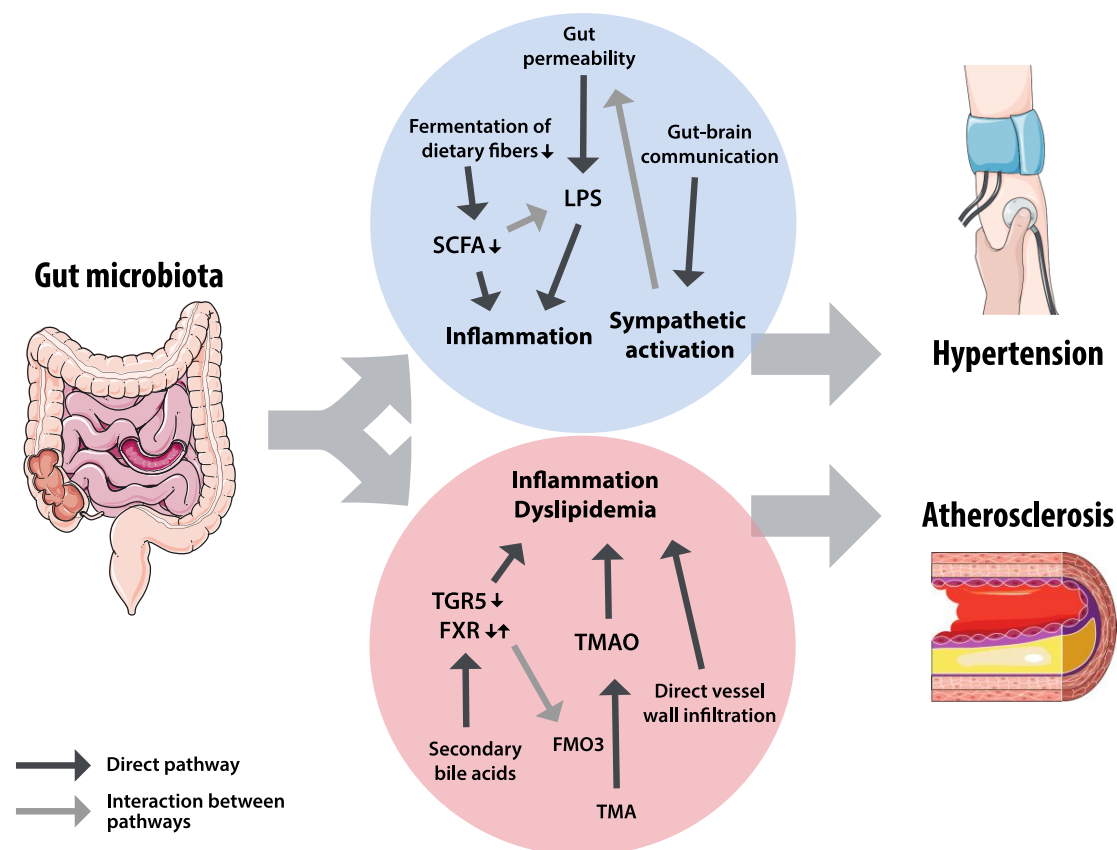 Gut microbiota
Gut
permeability
Fermentation of
dietary fibers ↓
Gut-brain
communication
LPS
SCFA ↓
Inflammation
Sympathetic
activation
Hypertension
Inflammation
Dyslipidemia
Atherosclerosis
TGR5 ↓
FXR ↓↑
TMAO
Direct vessel
wall infiltration
FMO3
Secondary
bile acids
TMA
Direct pathway
Interaction between
pathways